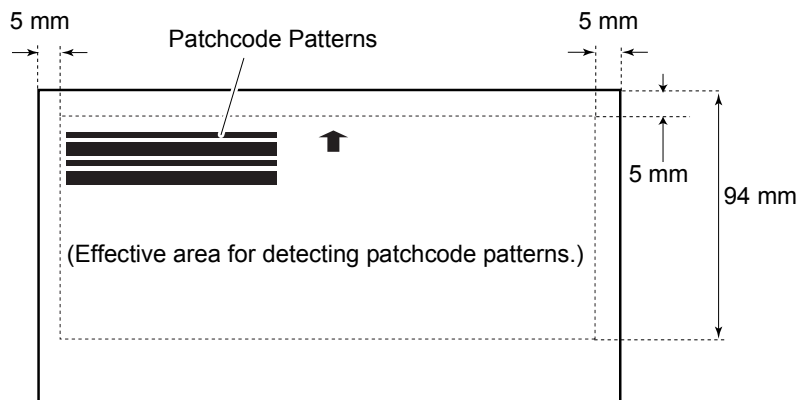 5 mm
Patchcode Patterns
5 mm
5 mm
94 mm
(Effective area for detecting patchcode patterns.)